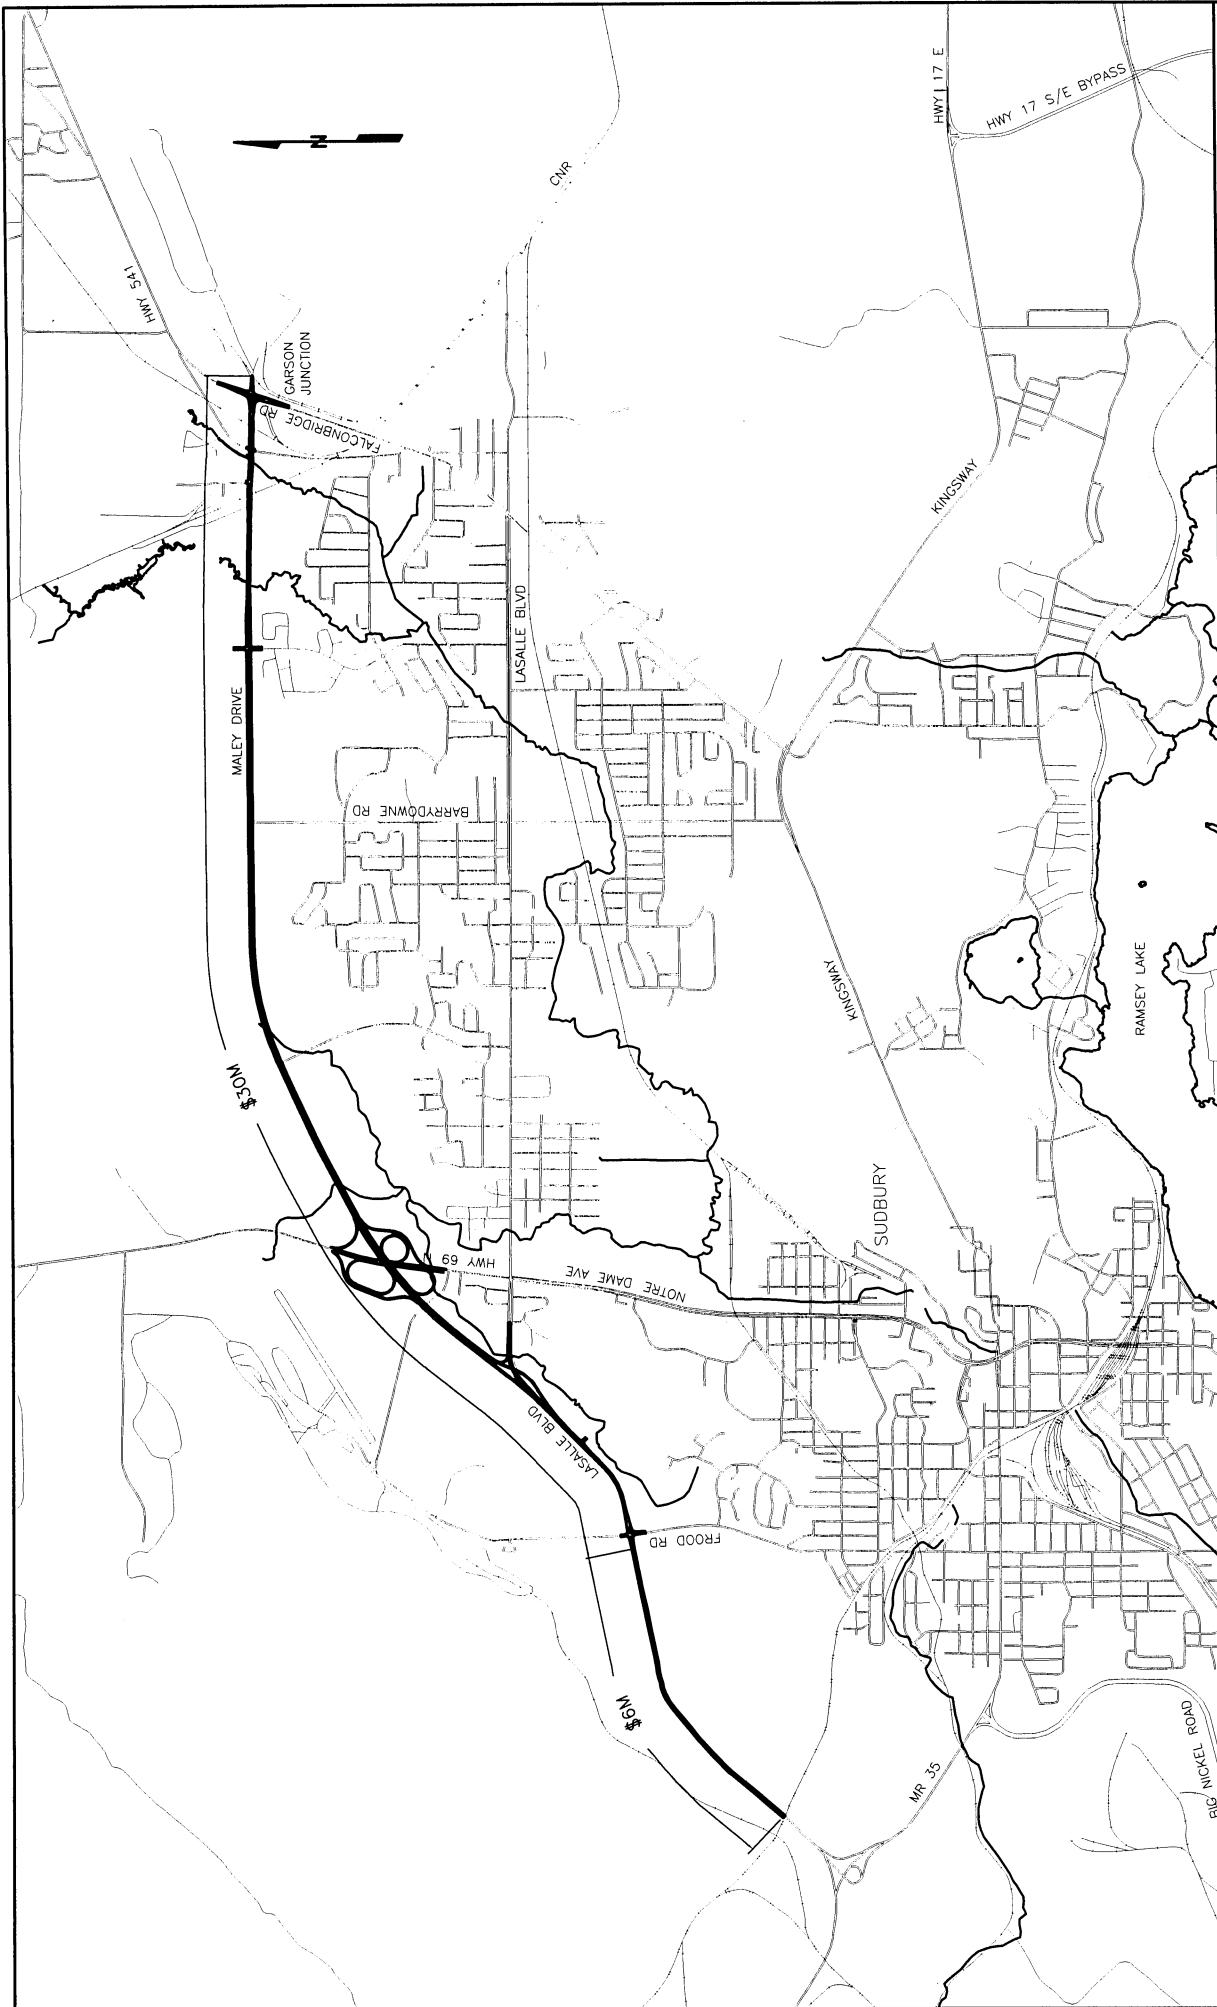 HWY 17 E
HWY 17 S/E BYPASS
N
CNR
HWY 541
GARSON
JUNCTION
FALCONBRIDGE RD
KINGSWAY
LASALLE BLVD
MALEY DRIVE
BARRYDOWNE RD
KINGSWAY
RAMSEY LAKE
$30M
SUDBURY
HWY 69 N
NOTRE DAME AVE
LASALLE BLVD
FROOD RD
$6M
MR 35
BIG NICKEL ROAD